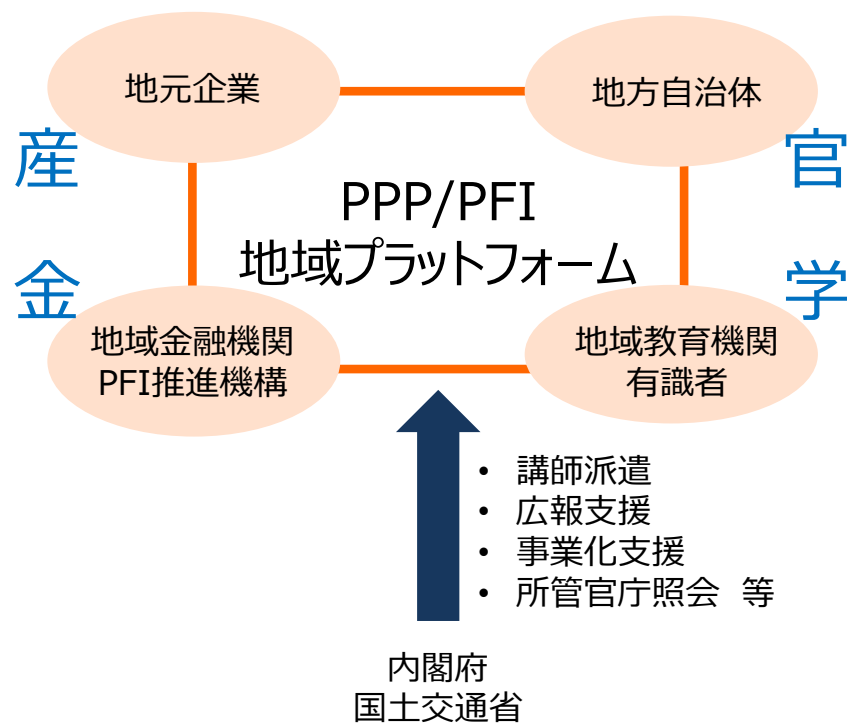 地元企業
地方自治体
産
官
PPP/PFI
地域プラットフォーム
金
学
地域金融機関
PFI推進機構
地域教育機関
有識者
• 講師派遣
• 広報支援
• 事業化支援
• 所管官庁照会 等
内閣府
国土交通省